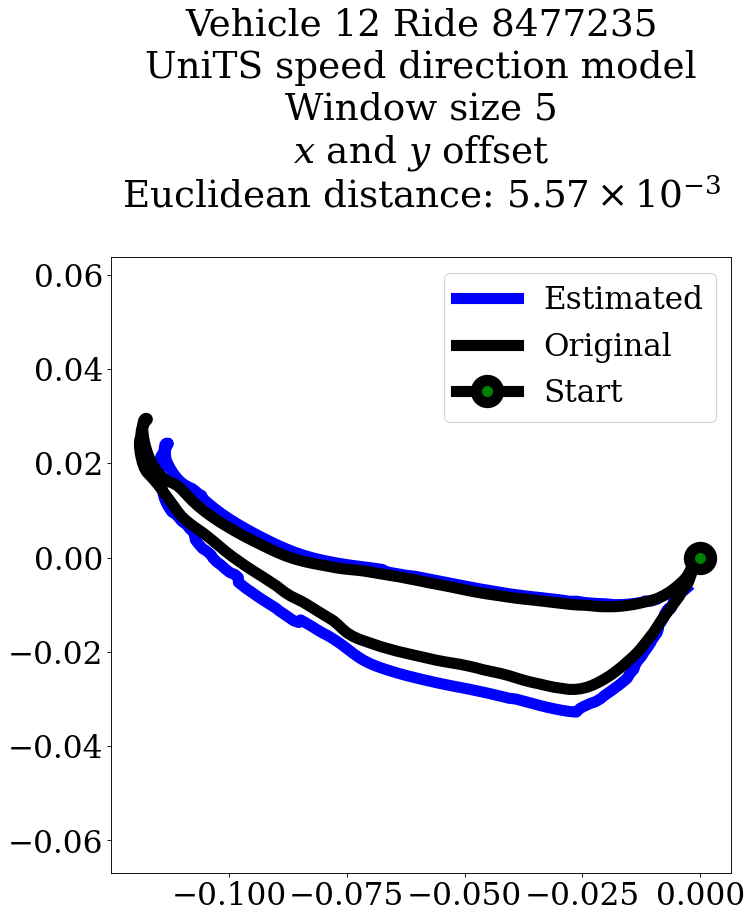 Vehicle 12 Ride 8477235
UniTS speed direction model
Window size 5
x and y offset
Euclidean distance: 5.57 × 10⁻³
Estimated
Original
Start
0.06
0.04
0.02
0.00
−0.02
−0.04
−0.06
−0.100
−0.075
−0.050
−0.025
0.000